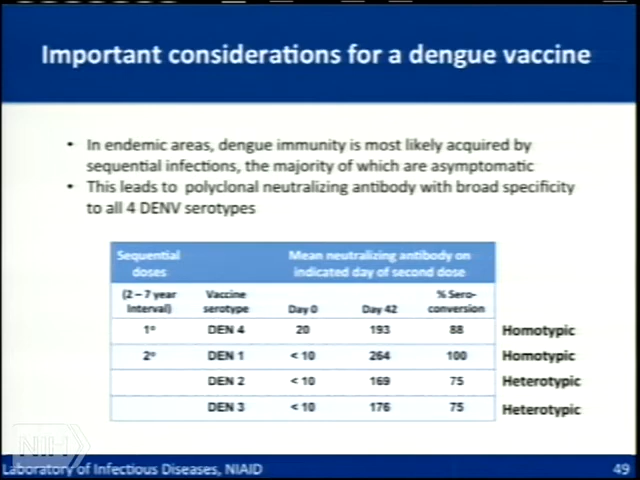 Important considerations for a dengue vaccine
• In endemic areas, dengue immunity is most likely acquired by
sequential infections, the majority of which are asymptomatic
• This leads to polyclonal neutralizing antibody with broad specificity
to all 4 DENV serotypes
Sequential doses Mean neutralizing antibody on indicated day of second dose
(2 – 7 year interval) Vaccine serotype Day 0 Day 42 % Sero-conversion
1° DEN 4 20 193 88 Homotypic
2° DEN 1 < 10 264 100 Homotypic
DEN 2 < 10 169 75 Heterotypic
DEN 3 < 10 176 75 Heterotypic
NIH
Laboratory of Infectious Diseases, NIAID 49